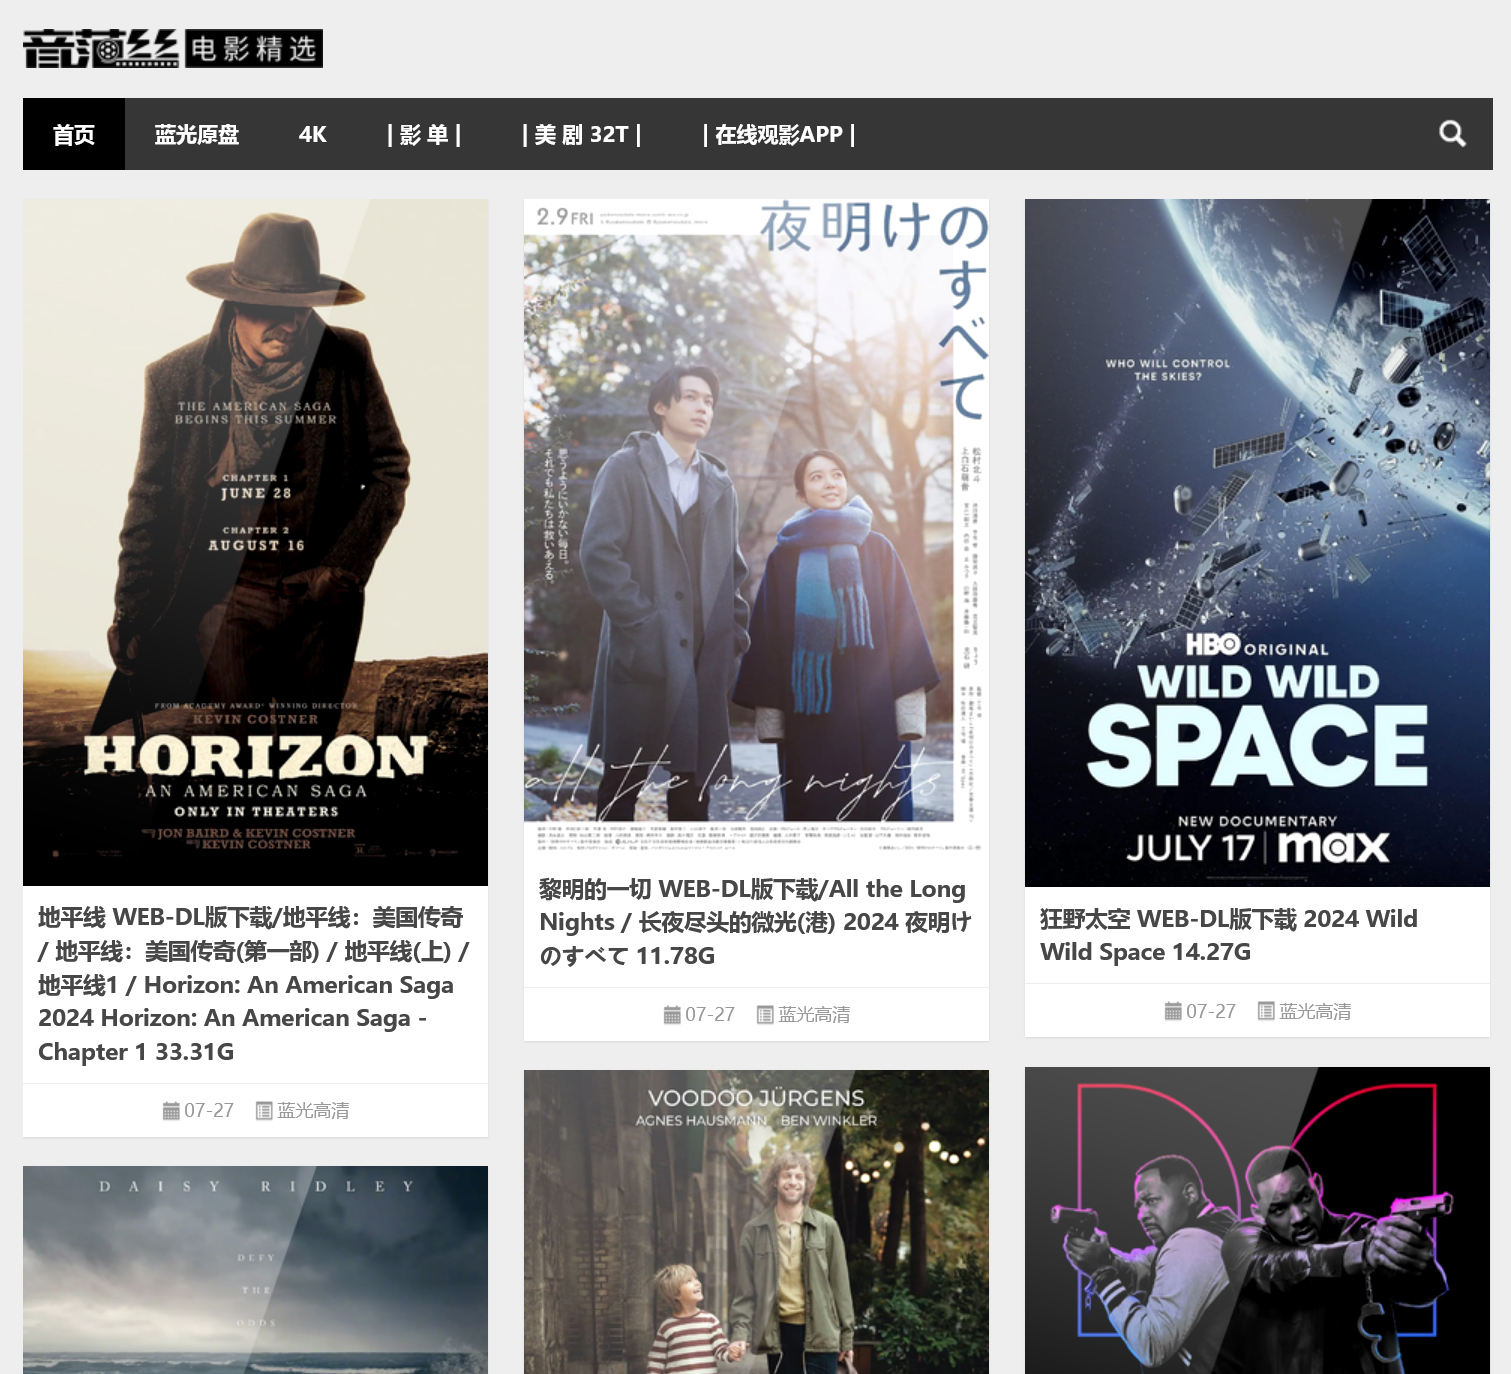 音范丝 电影精选
首页
蓝光原盘
4K
| 影 单 |
| 美 剧 32T |
| 在线观影APP |
THE AMERICAN SAGA
BEGINS THIS SUMMER
CHAPTER 1
JUNE 28
CHAPTER 2
AUGUST 16
FROM ACADEMY AWARD® WINNING DIRECTOR
KEVIN COSTNER
HORIZON
AN AMERICAN SAGA
ONLY IN THEATERS
JON BAIRD & KEVIN COSTNER
KEVIN COSTNER
地平线 WEB-DL版下载/地平线：美国传奇
/ 地平线：美国传奇(第一部) / 地平线(上) /
地平线1 / Horizon: An American Saga
2024 Horizon: An American Saga -
Chapter 1 33.31G
07-27 蓝光高清
2.9 FRI
夜明けのすべて
思うようにいかない毎日。
それでも私たちは救いあえる。
松村北斗
上白石萌音
all the long nights
黎明的一切 WEB-DL版下载/All the Long
Nights / 长夜尽头的微光(港) 2024 夜明け
のすべて 11.78G
07-27 蓝光高清
WHO WILL CONTROL
THE SKIES?
HBO ORIGINAL
WILD WILD
SPACE
NEW DOCUMENTARY
JULY 17 | max
狂野太空 WEB-DL版下载 2024 Wild
Wild Space 14.27G
07-27 蓝光高清
DAISY RIDLEY
DEFY
THE
ODDS
VOODOO JÜRGENS
AGNES HAUSMANN BEN WINKLER